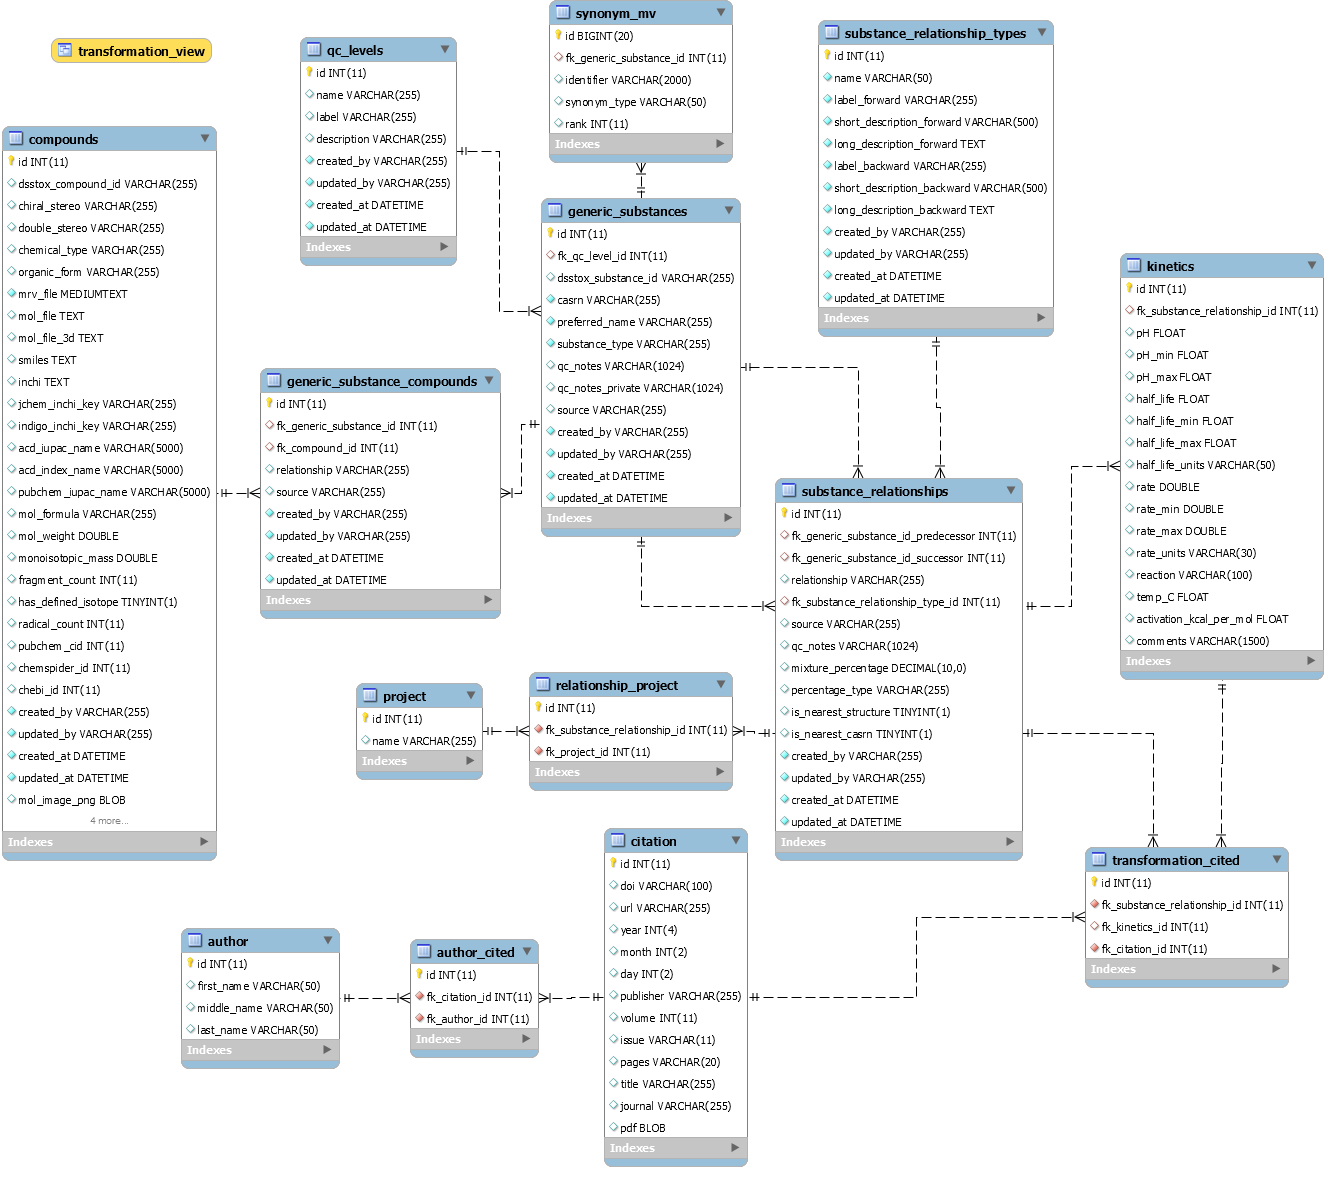 transformation_view
qc_levels
id INT(11)
name VARCHAR(255)
label VARCHAR(255)
description VARCHAR(255)
created_by VARCHAR(255)
updated_by VARCHAR(255)
created_at DATETIME
updated_at DATETIME
Indexes
synonym_mv
id BIGINT(20)
fk_generic_substance_id INT(11)
identifier VARCHAR(2000)
synonym_type VARCHAR(50)
rank INT(11)
Indexes
substance_relationship_types
id INT(11)
name VARCHAR(50)
label_forward VARCHAR(255)
short_description_forward VARCHAR(500)
long_description_forward TEXT
label_backward VARCHAR(255)
short_description_backward VARCHAR(500)
long_description_backward TEXT
created_by VARCHAR(255)
updated_by VARCHAR(255)
created_at DATETIME
updated_at DATETIME
Indexes
compounds
id INT(11)
dsstox_compound_id VARCHAR(255)
chiral_stereo VARCHAR(255)
double_stereo VARCHAR(255)
chemical_type VARCHAR(255)
organic_form VARCHAR(255)
mrv_file MEDIUMTEXT
mol_file TEXT
mol_file_3d TEXT
smiles TEXT
inchi TEXT
jchem_inchi_key VARCHAR(255)
indigo_inchi_key VARCHAR(255)
acd_iupac_name VARCHAR(5000)
acd_index_name VARCHAR(5000)
pubchem_iupac_name VARCHAR(5000)
mol_formula VARCHAR(255)
mol_weight DOUBLE
monoisotopic_mass DOUBLE
fragment_count INT(11)
has_defined_isotope TINYINT(1)
radical_count INT(11)
pubchem_cid INT(11)
chemspider_id INT(11)
chebi_id INT(11)
created_by VARCHAR(255)
updated_by VARCHAR(255)
created_at DATETIME
updated_at DATETIME
mol_image_png BLOB
4 more...
Indexes
generic_substances
id INT(11)
fk_qc_level_id INT(11)
dsstox_substance_id VARCHAR(255)
casrn VARCHAR(255)
preferred_name VARCHAR(255)
substance_type VARCHAR(255)
qc_notes VARCHAR(1024)
qc_notes_private VARCHAR(1024)
source VARCHAR(255)
created_by VARCHAR(255)
updated_by VARCHAR(255)
created_at DATETIME
updated_at DATETIME
Indexes
kinetics
id INT(11)
fk_substance_relationship_id INT(11)
pH FLOAT
pH_min FLOAT
pH_max FLOAT
half_life FLOAT
half_life_min FLOAT
half_life_max FLOAT
half_life_units VARCHAR(50)
rate DOUBLE
rate_min DOUBLE
rate_max DOUBLE
rate_units VARCHAR(30)
reaction VARCHAR(100)
temp_C FLOAT
activation_kcal_per_mol FLOAT
comments VARCHAR(1500)
Indexes
generic_substance_compounds
id INT(11)
fk_generic_substance_id INT(11)
fk_compound_id INT(11)
relationship VARCHAR(255)
source VARCHAR(255)
created_by VARCHAR(255)
updated_by VARCHAR(255)
created_at DATETIME
updated_at DATETIME
Indexes
substance_relationships
id INT(11)
fk_generic_substance_id_predecessor INT(11)
fk_generic_substance_id_successor INT(11)
relationship VARCHAR(255)
fk_substance_relationship_type_id INT(11)
source VARCHAR(255)
qc_notes VARCHAR(1024)
mixture_percentage DECIMAL(10,0)
percentage_type VARCHAR(255)
is_nearest_structure TINYINT(1)
is_nearest_casrn TINYINT(1)
created_by VARCHAR(255)
updated_by VARCHAR(255)
created_at DATETIME
updated_at DATETIME
Indexes
project
id INT(11)
name VARCHAR(255)
Indexes
relationship_project
id INT(11)
fk_substance_relationship_id INT(11)
fk_project_id INT(11)
Indexes
citation
id INT(11)
doi VARCHAR(100)
url VARCHAR(255)
year INT(4)
month INT(2)
day INT(2)
publisher VARCHAR(255)
volume INT(11)
issue VARCHAR(11)
pages VARCHAR(20)
title VARCHAR(255)
journal VARCHAR(255)
pdf BLOB
Indexes
transformation_cited
id INT(11)
fk_substance_relationship_id INT(11)
fk_kinetics_id INT(11)
fk_citation_id INT(11)
Indexes
author
id INT(11)
first_name VARCHAR(50)
middle_name VARCHAR(50)
last_name VARCHAR(50)
Indexes
author_cited
id INT(11)
fk_citation_id INT(11)
fk_author_id INT(11)
Indexes